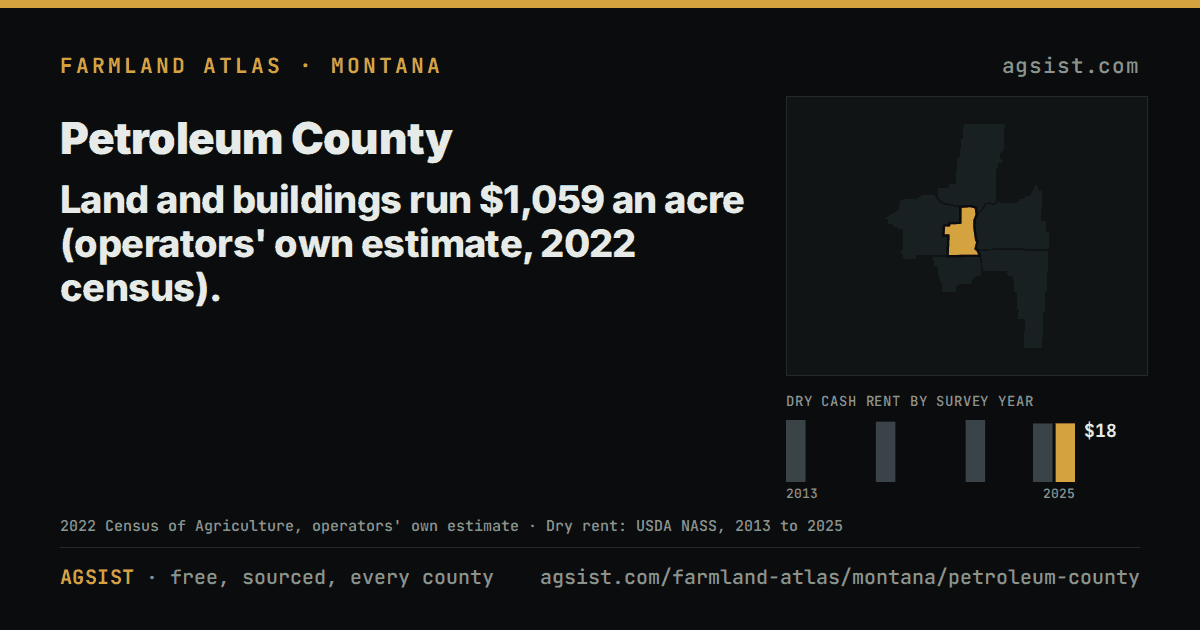 FARMLAND ATLAS · MONTANA
agsist.com
Petroleum County
Land and buildings run $1,059 an acre
(operators' own estimate, 2022
census).
DRY CASH RENT BY SURVEY YEAR
$18
2013
2025
2022 Census of Agriculture, operators' own estimate · Dry rent: USDA NASS, 2013 to 2025
AGSIST · free, sourced, every county
agsist.com/farmland-atlas/montana/petroleum-county